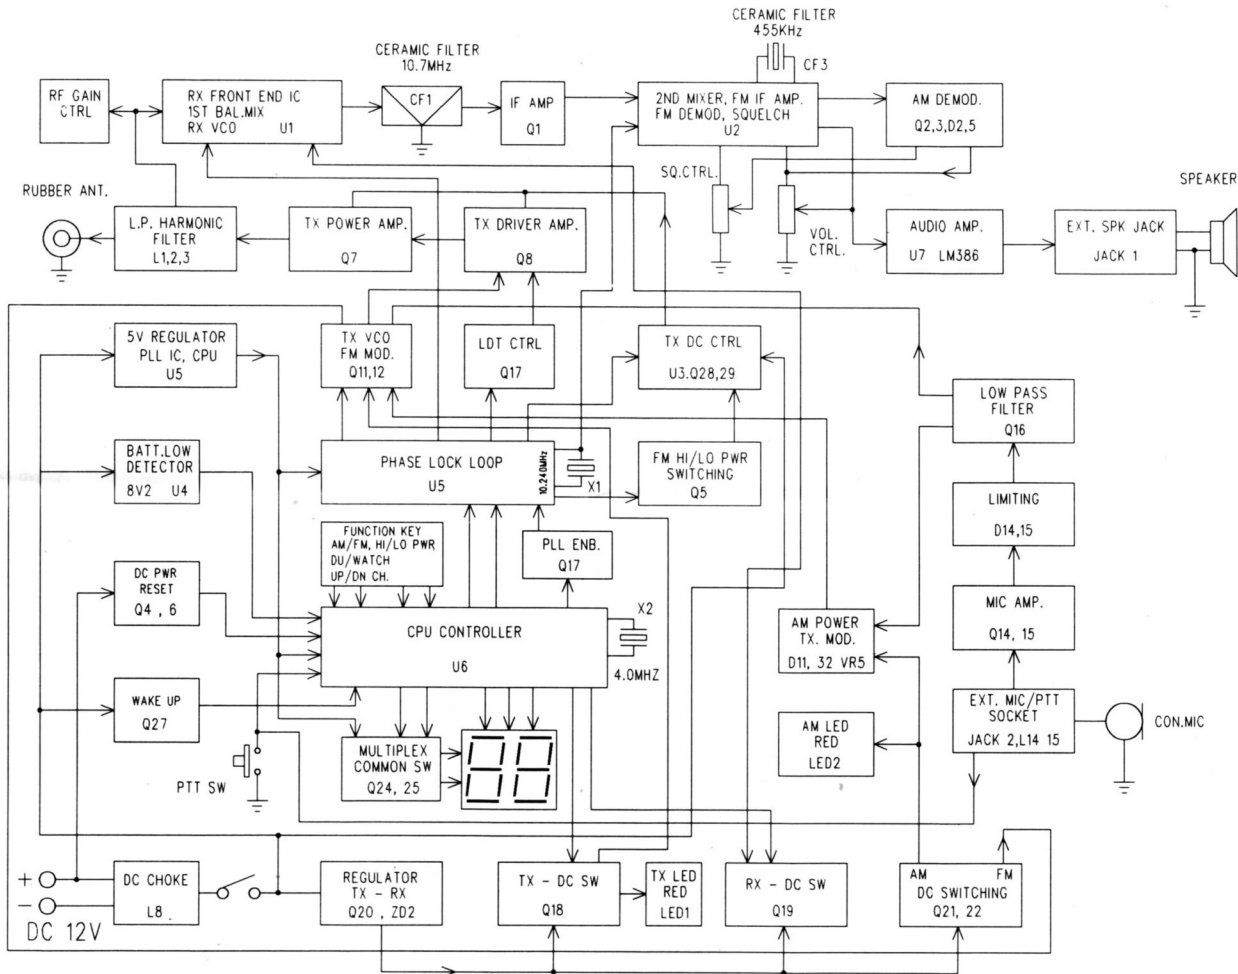 CERAMIC FILTER
455KHz
CF3
CERAMIC FILTER
10.7MHz
RF GAIN
CTRL
RX FRONT END IC
1ST BAL.MIX
RX VCO U1
CF1
IF AMP
Q1
2ND MIXER, FM IF AMP.
FM DEMOD, SQUELCH
U2
AM DEMOD.
Q2,3,D2,5
SQ.CTRL.
VOL.
CTRL.
RUBBER ANT.
L.P. HARMONIC
FILTER
L1,2,3
TX POWER AMP.
Q7
TX DRIVER AMP.
Q8
AUDIO AMP.
U7 LM386
EXT. SPK JACK
JACK 1
SPEAKER
5V REGULATOR
PLL IC, CPU
U5
TX VCO
FM MOD.
Q11,12
LDT CTRL
Q17
TX DC CTRL
U3.Q28,29
LOW PASS
FILTER
Q16
BATT.LOW
DETECTOR
8V2 U4
PHASE LOCK LOOP
U5
10.240MHz
X1
FM HI/LO PWR
SWITCHING
Q5
LIMITING
D14,15
FUNCTION KEY
AM/FM, HI/LO PWR
DU/WATCH
UP/DN CH.
PLL ENB.
Q17
DC PWR
RESET
Q4 , 6
CPU CONTROLLER
U6
X2
4.0MHZ
AM POWER
TX. MOD.
D11, 32 VR5
MIC AMP.
Q14, 15
WAKE UP
Q27
EXT. MIC/PTT
SOCKET
JACK 2,L14 15
CON.MIC
PTT SW
MULTIPLEX
COMMON SW
Q24, 25
88
AM LED
RED
LED2
+
-
DC 12V
DC CHOKE
L8
REGULATOR
TX - RX
Q20 , ZD2
TX - DC SW
Q18
TX LED
RED
LED1
RX - DC SW
Q19
AM FM
DC SWITCHING
Q21, 22